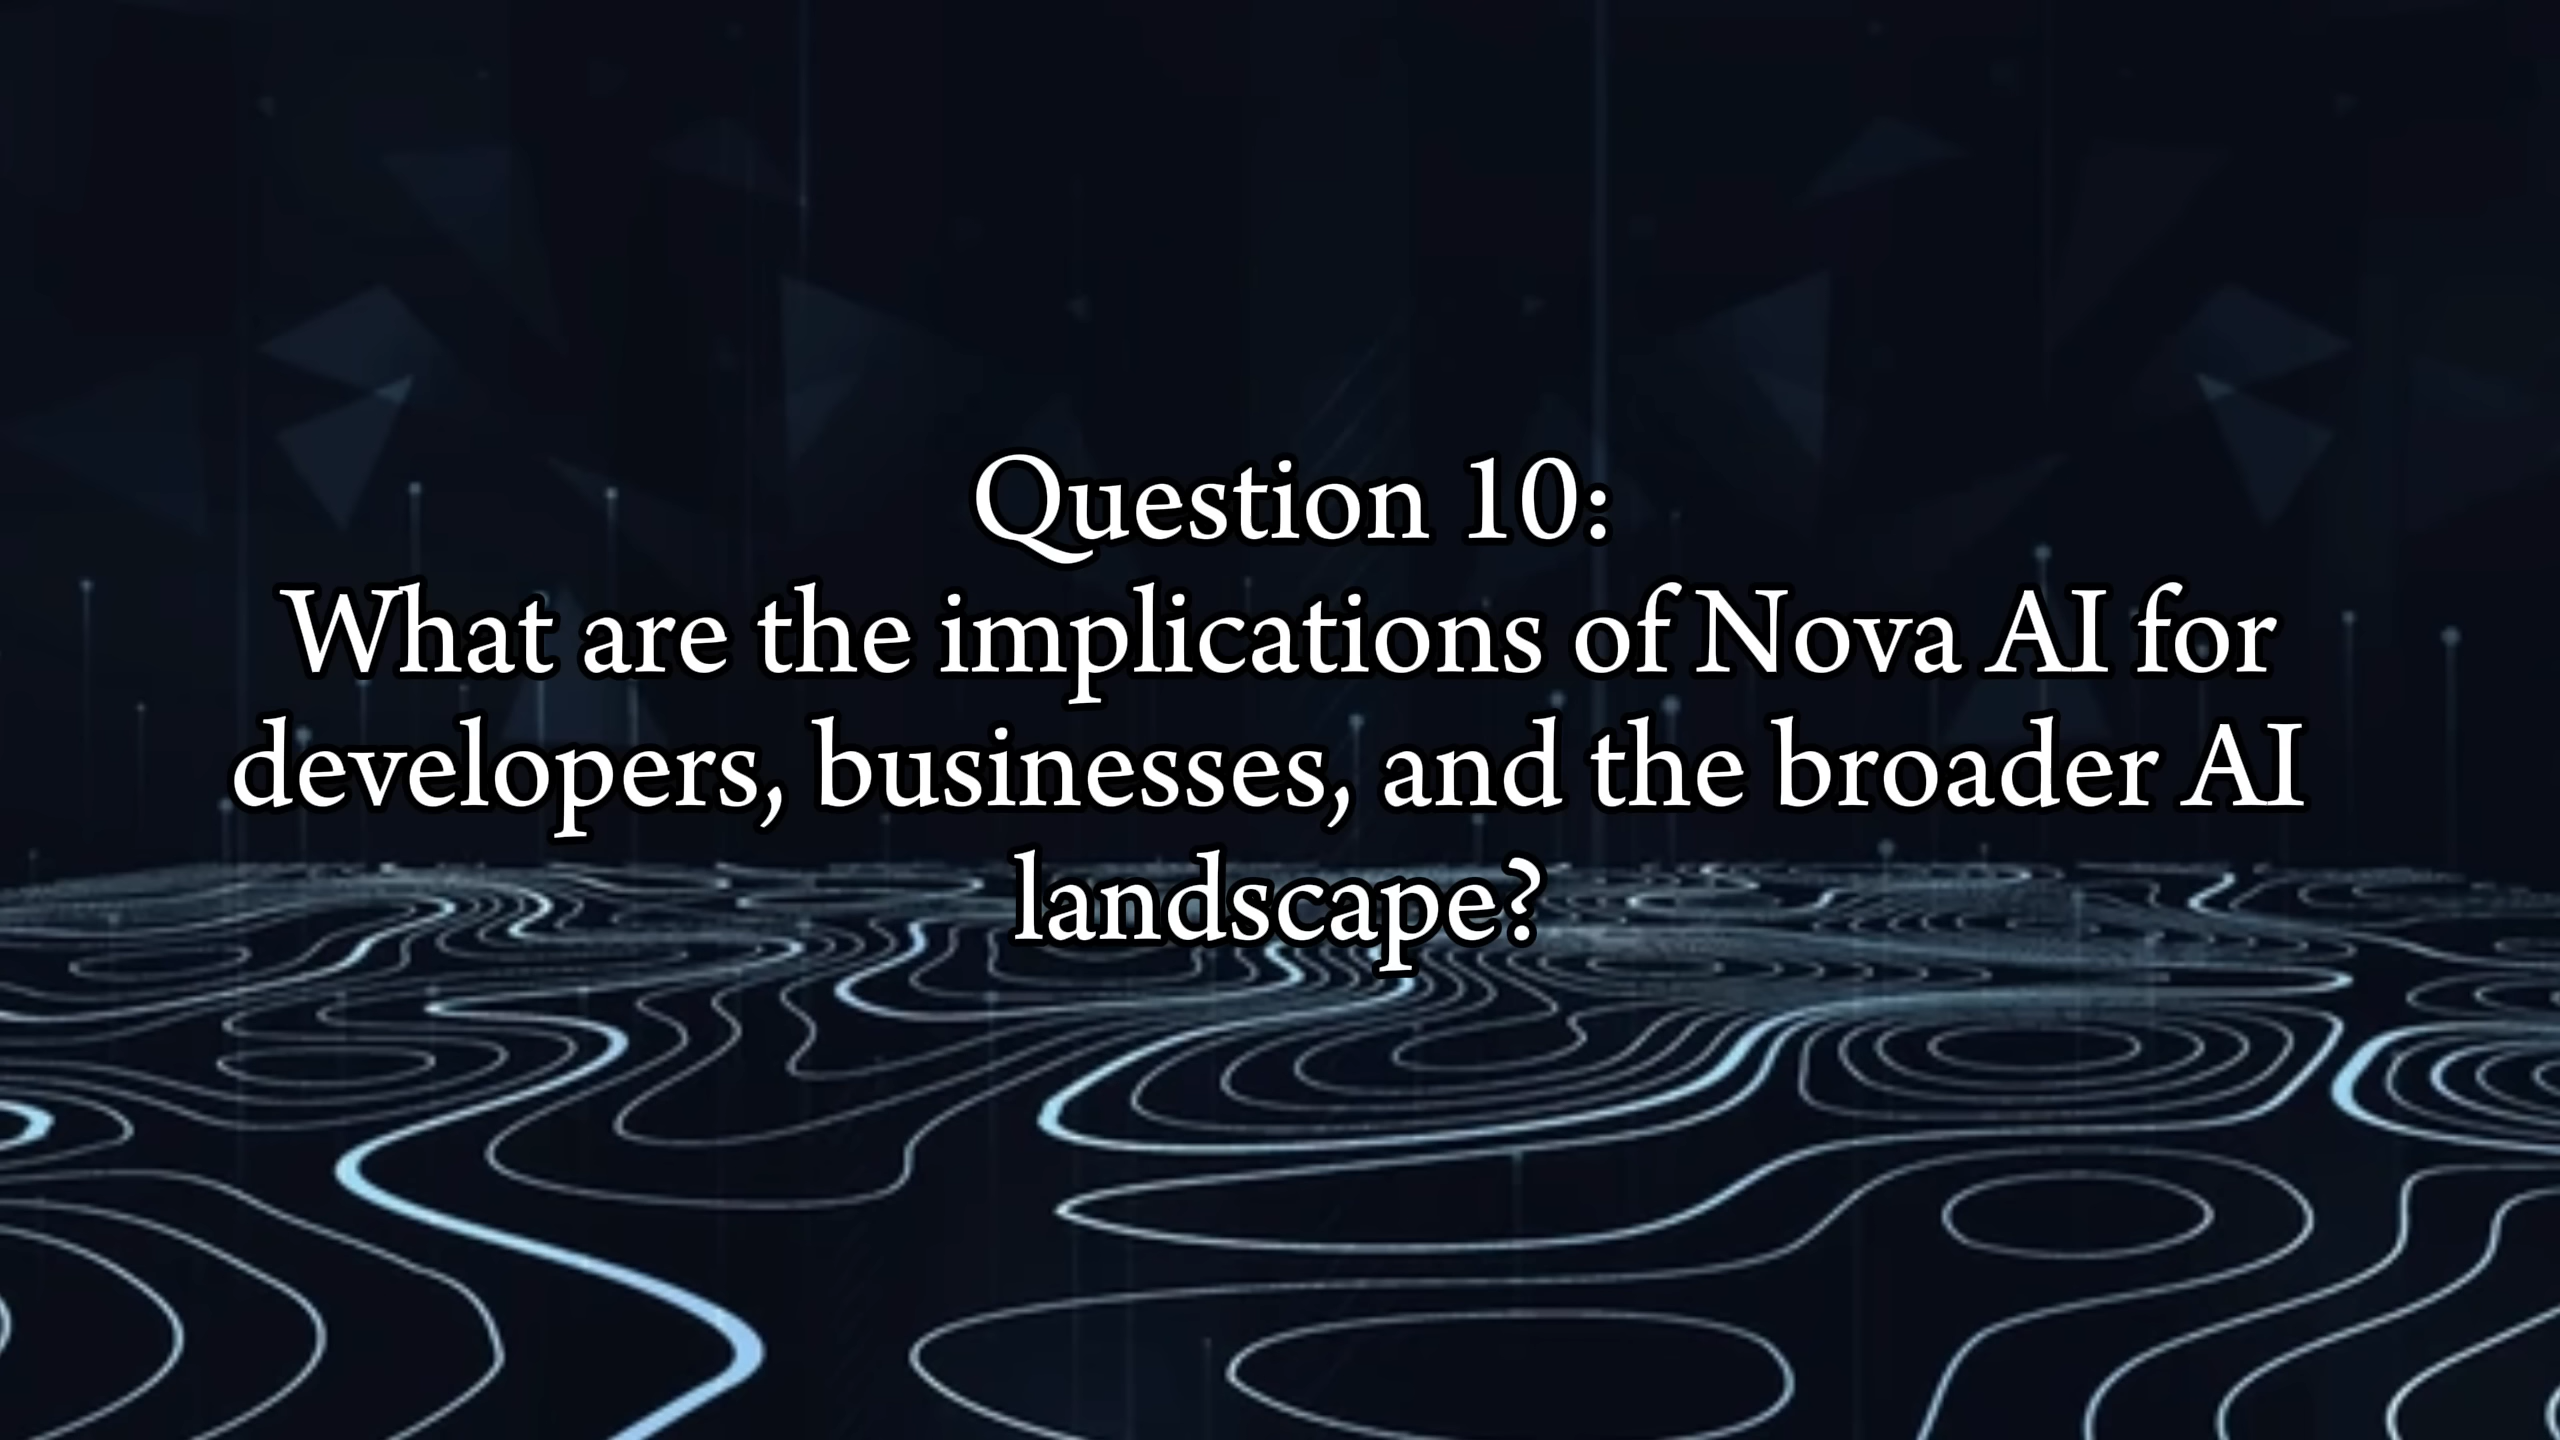 Question 10:
What are the implications of Nova AI for
developers, businesses, and the broader AI
landscape?